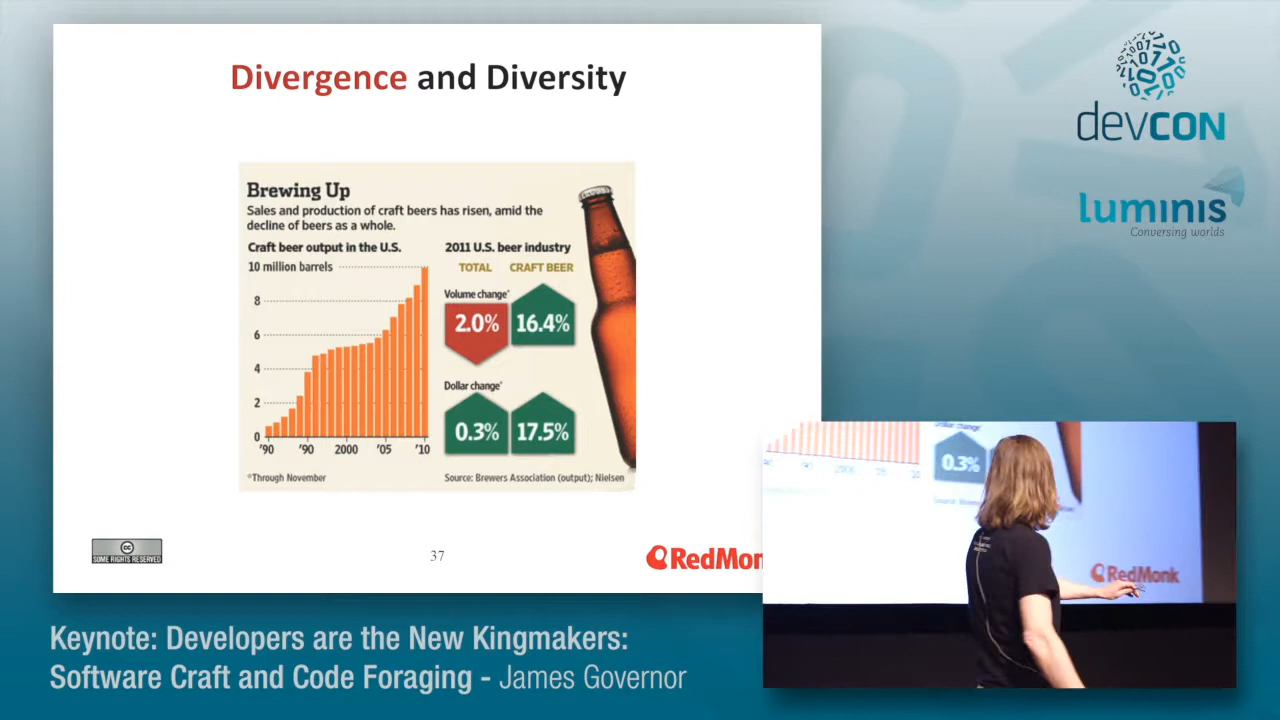 Divergence and Diversity
Brewing Up
Sales and production of craft beers has risen, amid the
decline of beers as a whole.
Craft beer output in the U.S.
10 million barrels
8
6
4
2
0
'90
'90
2000
'05
'10
2011 U.S. beer industry
TOTAL
CRAFT BEER
Volume change*
2.0%
16.4%
Dollar change*
0.3%
17.5%
*Through November
Source: Brewers Association (output); Nielsen
cc
SOME RIGHTS RESERVED
37
RedMon
devcon
luminis
Conversing worlds
Dollar change
0.3%
RedMonk
Keynote: Developers are the New Kingmakers:
Software Craft and Code Foraging - James Governor